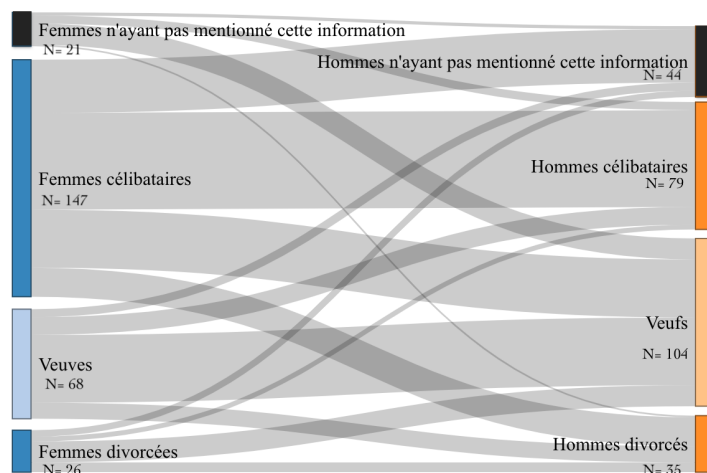 Femmes n'ayant pas mentionné cette information
N= 21
Hommes n'ayant pas mentionné cette information
N= 44
Femmes célibataires
N= 147
Hommes célibataires
N= 79
Veuves
N= 68
Veufs
N= 104
Femmes divorcées
N= 26
Hommes divorcés
N= 35